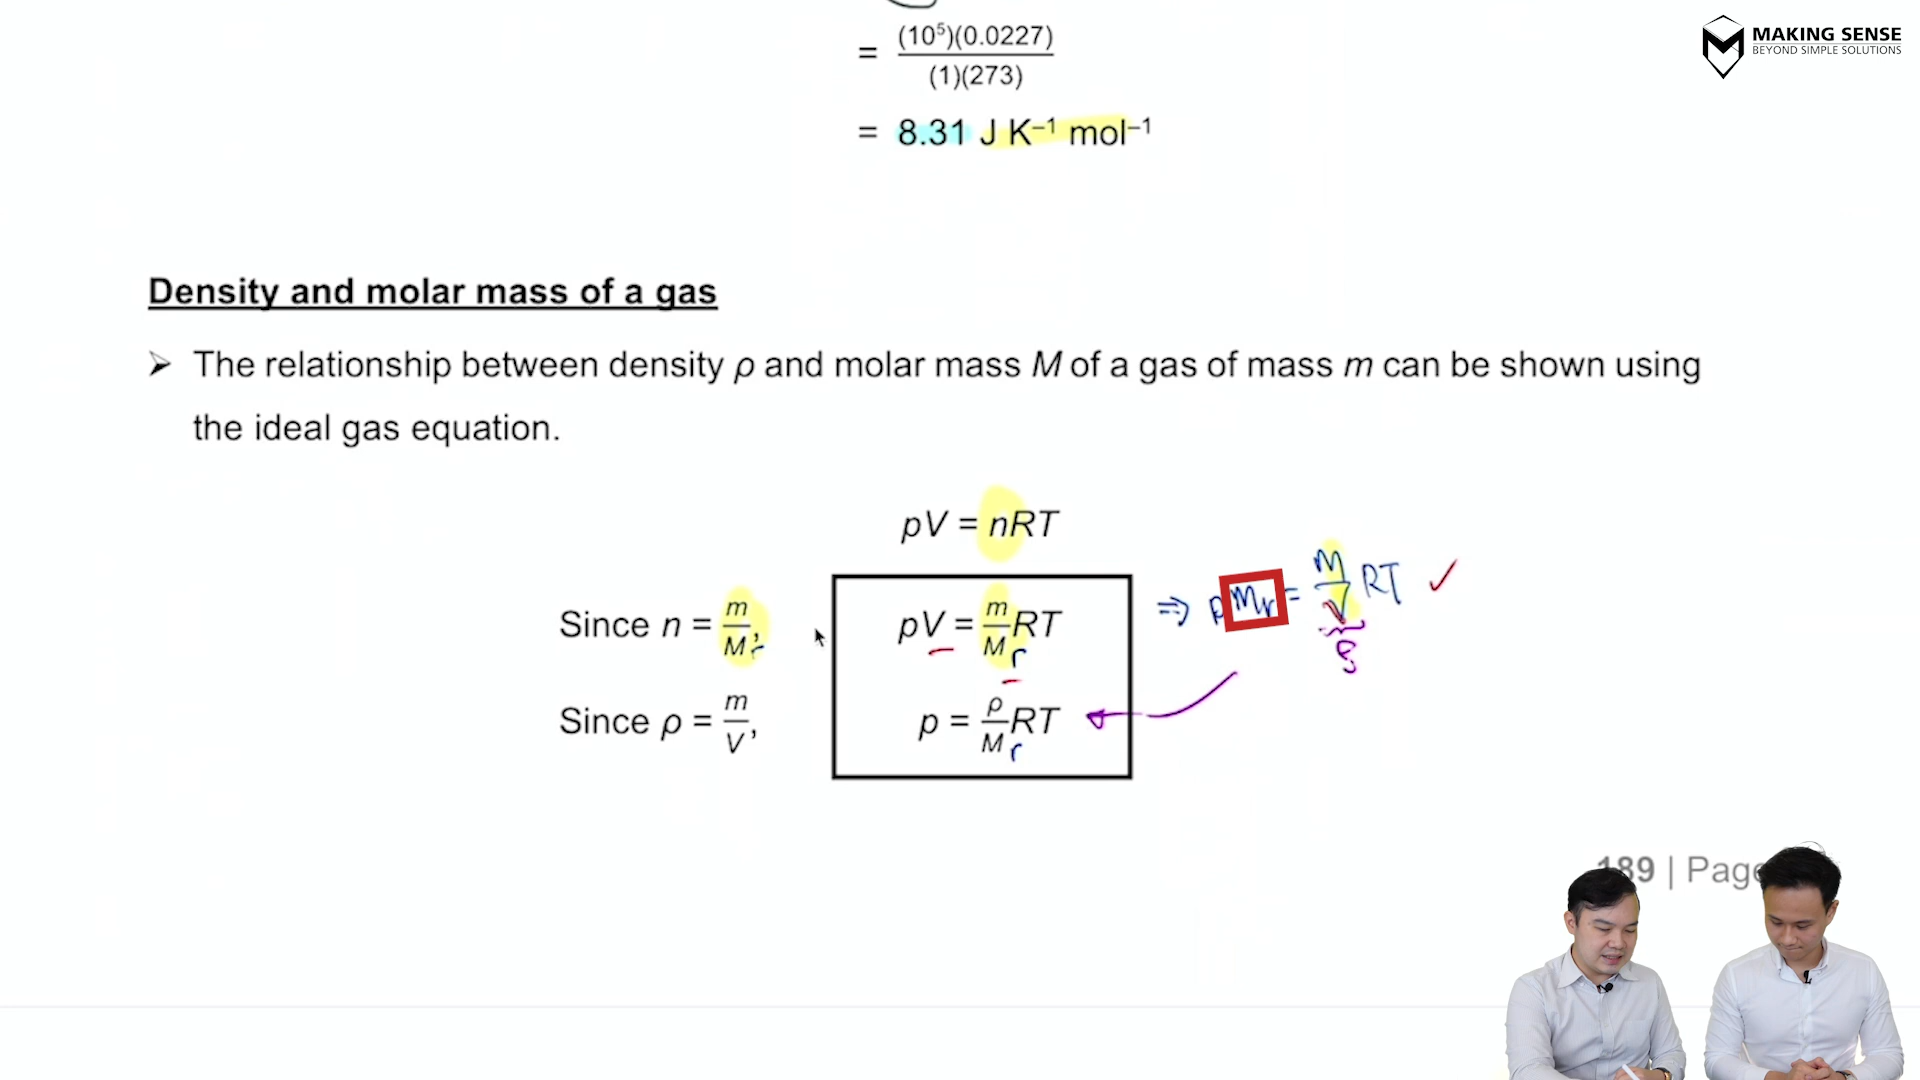 MAKING SENSE
BEYOND SIMPLE SOLUTIONS
= (10⁵)(0.0227) / (1)(273)
= 8.31 J K⁻¹ mol⁻¹
Density and molar mass of a gas
➢ The relationship between density ρ and molar mass M of a gas of mass m can be shown using
the ideal gas equation.
pV = nRT
Since n = m/Mr, pV = m/Mr RT ⇒ p Mr = m/V RT ✓
ρ
Since ρ = m/V, p = ρ/Mr RT
189 | Page